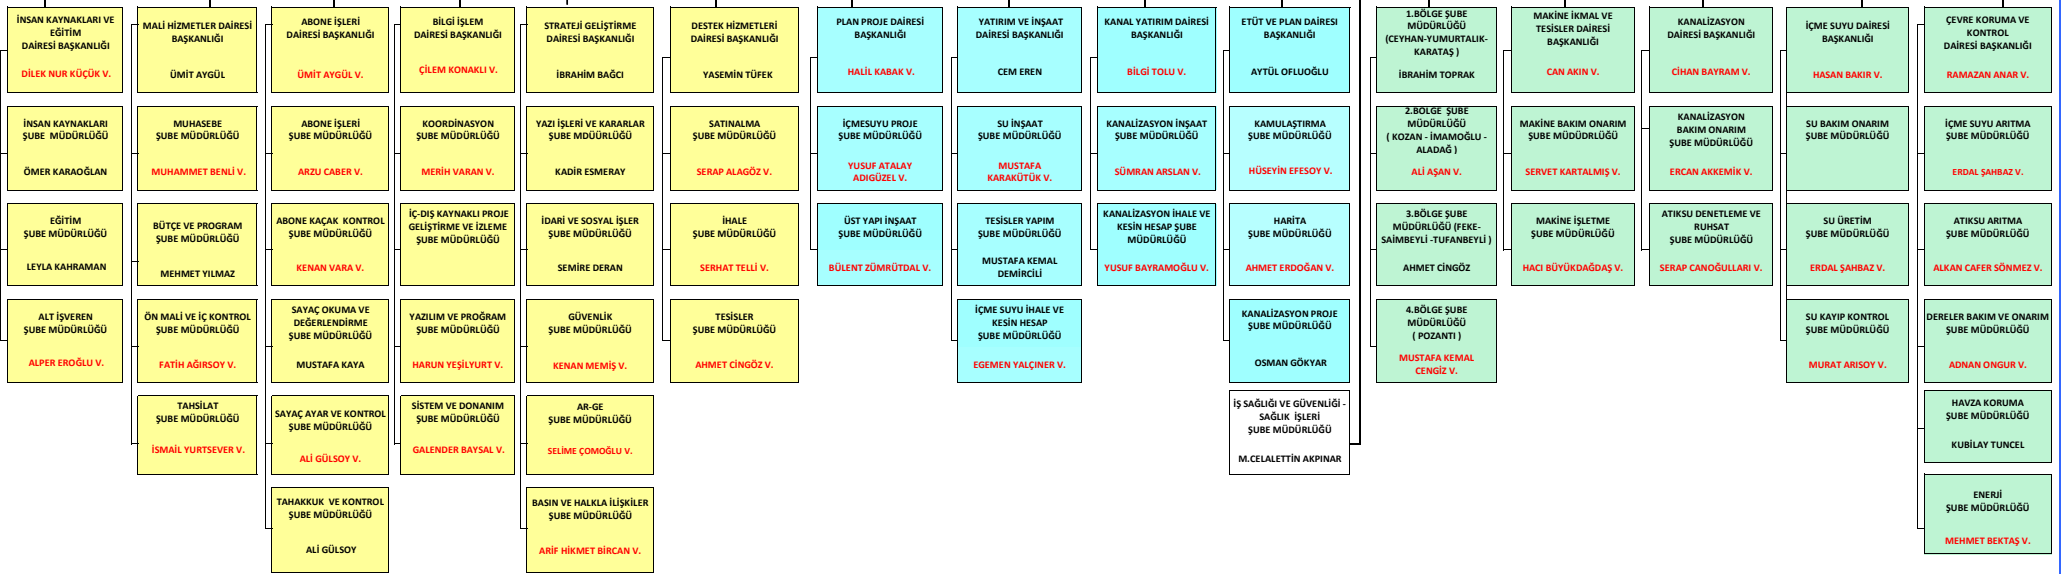 İNSAN KAYNAKLARI VE
EĞİTİM
DAİRESİ BAŞKANLIĞI
DİLEK NUR KÜÇÜK V.
İNSAN KAYNAKLARI
ŞUBE  MÜDÜRLÜĞÜ
ÖMER KARAOĞLAN
EĞİTİM
ŞUBE MÜDÜRLÜĞÜ
LEYLA KAHRAMAN
ALT İŞVEREN
ŞUBE MÜDÜRLÜĞÜ
ALPER EROĞLU V.
MALİ HİZMETLER DAİRESİ
BAŞKANLIĞI
ÜMİT AYGÜL
MUHASEBE
ŞUBE MÜDÜRLÜĞÜ
MUHAMMET BENLİ V.
BÜTÇE VE PROGRAM
ŞUBE MÜDÜRLÜĞÜ
MEHMET YILMAZ
ÖN MALİ VE İÇ KONTROL
ŞUBE MÜDÜRLÜĞÜ
FATİH AĞIRSOY V.
TAHSİLAT
ŞUBE MÜDÜRLÜĞÜ
İSMAİL YURTSEVER V.
ABONE İŞLERİ
DAİRESİ BAŞKANLIĞI
ÜMİT AYGÜL V.
ABONE İŞLERİ
ŞUBE MÜDÜRLÜĞÜ
ARZU CABER V.
ABONE KAÇAK  KONTROL
ŞUBE MÜDÜRLÜĞÜ
KENAN VARA V.
SAYAÇ OKUMA VE
DEĞERLENDİRME
ŞUBE MÜDÜRLÜĞÜ
MUSTAFA KAYA
SAYAÇ AYAR VE KONTROL
ŞUBE MÜDÜRLÜĞÜ
ALİ GÜLSOY V.
TAHAKKUK  VE KONTROL
ŞUBE MÜDÜRLÜĞÜ
ALİ GÜLSOY
BİLGİ İŞLEM
DAİRESİ BAŞKANLIĞI
ÇİLEM KONAKLI V.
KOORDİNASYON
ŞUBE MÜDÜRLÜĞÜ
MERİH VARAN V.
İÇ-DIŞ KAYNAKLI PROJE
GELİŞTİRME VE İZLEME
ŞUBE MÜDÜRLÜĞÜ
YAZILIM VE PROĞRAM
ŞUBE MÜDÜRLÜĞÜ
HARUN YEŞİLYURT V.
SİSTEM VE DONANIM
ŞUBE MÜDÜRLÜĞÜ
GALENDER BAYSAL V.
STRATEJİ GELİŞTİRME
DAİRESİ BAŞKANLIĞI
İBRAHİM BAĞCI
YAZI İŞLERİ VE KARARLAR
ŞUBE MDÜÜRLÜĞÜ
KADİR ESMERAY
İDARİ VE SOSYAL İŞLER
ŞUBE MÜDÜRLÜĞÜ
SEMİRE DERAN
GÜVENLİK
ŞUBE MÜDÜRLÜĞÜ
KENAN MEMİŞ V.
AR-GE
ŞUBE MÜDÜRLÜĞÜ
SELİME ÇOMOĞLU V.
BASIN VE HALKLA İLİŞKİLER
ŞUBE MÜDÜRLÜĞÜ
ARİF HİKMET BİRCAN V.
DESTEK HİZMETLERİ
DAİRESİ BAŞKANLIĞI
YASEMİN TÜFEK
SATINALMA
ŞUBE MÜDÜRLÜĞÜ
SERAP ALAGÖZ V.
İHALE
ŞUBE MÜDÜRLÜĞÜ
SERHAT TELLİ V.
TESİSLER
ŞUBE MÜDÜRLÜĞÜ
AHMET CİNGÖZ V.
PLAN PROJE DAİRESİ
BAŞKANLIĞI
HALİL KABAK V.
İÇMESUYU PROJE
ŞUBE MÜDÜRLÜĞÜ
YUSUF ATALAY
ADIGÜZEL V.
ÜST YAPI İNŞAAT
ŞUBE MÜDÜRLÜĞÜ
BÜLENT ZÜMRÜTDAL V.
YATIRIM VE İNŞAAT
DAİRESİ BAŞKANLIĞI
CEM EREN
SU İNŞAAT
ŞUBE MÜDÜRLÜĞÜ
MUSTAFA
KARAKÜTÜK V.
TESİSLER YAPIM
ŞUBE MÜDÜRLÜĞÜ
MUSTAFA KEMAL
DEMİRCİLİ
İÇME SUYU İHALE VE
KESİN HESAP
ŞUBE MÜDÜRLÜĞÜ
EGEMEN YALÇINER V.
KANAL YATIRIM DAİRESİ
BAŞKANLIĞI
BİLGİ TOLU V.
KANALİZASYON İNŞAAT
ŞUBE MÜDÜRLÜĞÜ
SÜMRAN ARSLAN V.
KANALİZASYON İHALE VE
KESİN HESAP ŞUBE
MÜDÜRLÜĞÜ
YUSUF BAYRAMOĞLU V.
ETÜT VE PLAN DAİRESI
BAŞKANLIĞI
AYTÜL OFLUOĞLU
KAMULAŞTIRMA
ŞUBE MÜDÜRLÜĞÜ
HÜSEYİN EFESOY V.
HARİTA
ŞUBE MÜDÜRLÜĞÜ
AHMET ERDOĞAN V.
KANALİZASYON PROJE
ŞUBE MÜDÜRLÜĞÜ
OSMAN GÖKYAR
İŞ SAĞLIĞI VE GÜVENLİĞİ -
SAĞLIK  İŞLERİ
ŞUBE MÜDÜRLÜĞÜ
M.CELALETTİN AKPINAR
1.BÖLGE ŞUBE
MÜDÜRLÜĞÜ
(CEYHAN-YUMURTALIK-
KARATAŞ )
İBRAHİM TOPRAK
2.BÖLGE  ŞUBE
MÜDÜRLÜĞÜ
( KOZAN - İMAMOĞLU -
ALADAĞ )
ALİ AŞAN V.
3.BÖLGE ŞUBE
MÜDÜRLÜĞÜ (FEKE-
SAİMBEYLİ -TUFANBEYLİ )
AHMET CİNGÖZ
4.BÖLGE ŞUBE
MÜDÜRLÜĞÜ
( POZANTI )
MUSTAFA KEMAL
CENGİZ V.
MAKİNE İKMAL VE
TESİSLER DAİRESİ
BAŞKANLIĞI
CAN AKIN V.
MAKİNE BAKIM ONARIM
ŞUBE MÜDÜDRLÜĞÜ
SERVET KARTALMIŞ V.
MAKİNE İŞLETME
ŞUBE MÜDÜRLÜĞÜ
HACI BÜYÜKDAĞDAŞ V.
KANALİZASYON
DAİRESİ BAŞKANLIĞI
CİHAN BAYRAM V.
KANALİZASYON
BAKIM ONARIM
ŞUBE MÜDÜRLÜĞÜ
ERCAN AKKEMİK V.
ATIKSU DENETLEME VE
RUHSAT
ŞUBE MÜDÜRLÜĞÜ
SERAP CANOĞULLARI V.
İÇME SUYU DAİRESİ
BAŞKANLIĞI
HASAN BAKIR V.
SU BAKIM ONARIM
ŞUBE MÜDÜRLÜĞÜ
SU ÜRETİM
ŞUBE MÜDÜRLÜĞÜ
ERDAL ŞAHBAZ V.
SU KAYIP KONTROL
ŞUBE MÜDÜRLÜĞÜ
MURAT ARISOY V.
ÇEVRE KORUMA VE
KONTROL
DAİRESİ BAŞKANLIĞI
RAMAZAN ANAR V.
İÇME SUYU ARITMA
ŞUBE MÜDÜRLÜĞÜ
ERDAL ŞAHBAZ V.
ATIKSU ARITMA
ŞUBE MÜDÜRLÜĞÜ
ALKAN CAFER SÖNMEZ V.
DERELER BAKIM VE ONARIM
ŞUBE MÜDÜRLÜĞÜ
ADNAN ONGUR V.
HAVZA KORUMA
ŞUBE MÜDÜRLÜĞÜ
KUBİLAY TUNCEL
ENERJİ
ŞUBE MÜDÜRLÜĞÜ
MEHMET BEKTAŞ V.